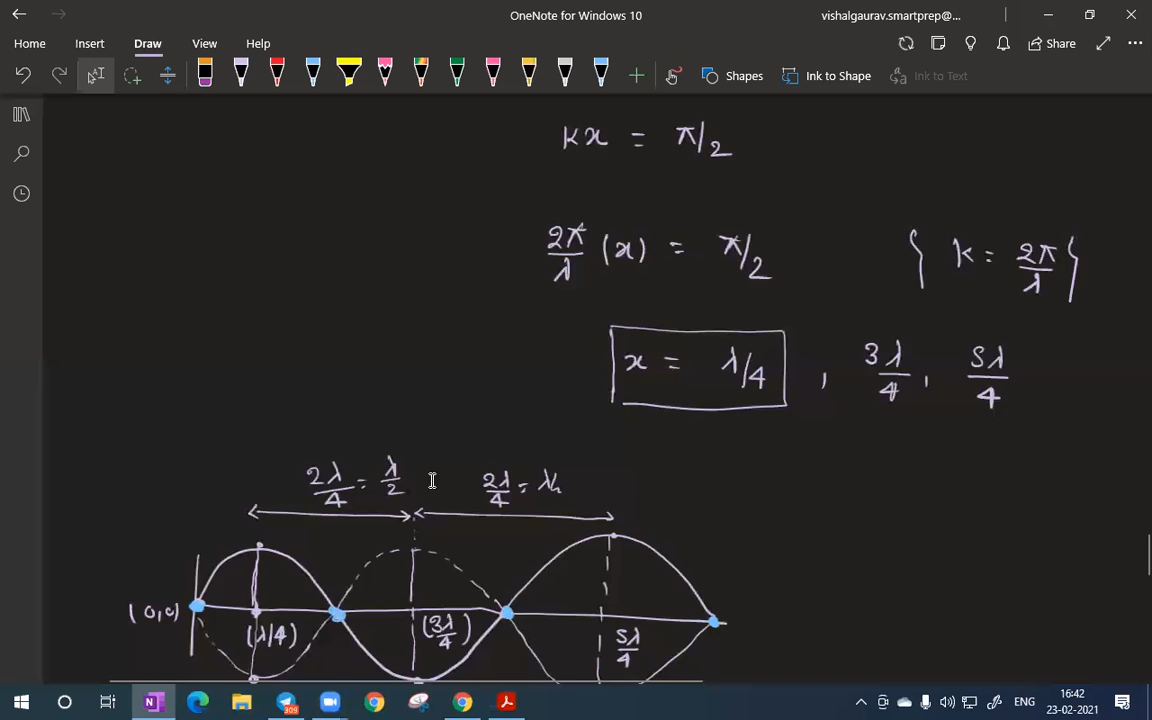 OneNote for Windows 10
vishalgaurav.smartprep@...
Home Insert Draw View Help
Share
Shapes Ink to Shape Ink to Text
kx = π/2
2π/λ (x) = π/2 { k = 2π/λ }
x = λ/4 , 3λ/4 , 5λ/4
2λ/4 = λ/2 2λ/4 = λ/2
(0,0) (λ/4) (3λ/4) 5λ/4
309
ENG
16:42
23-02-2021